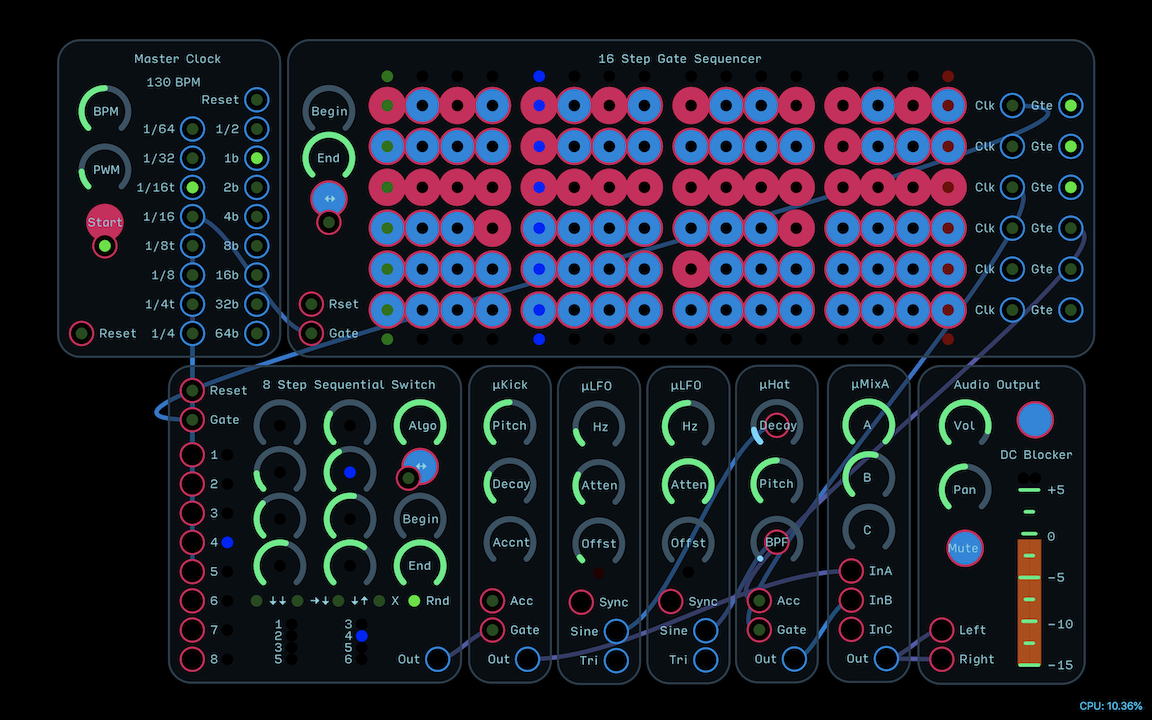 Master Clock
130 BPM
BPM
Reset
1/64 1/2
1/32 1b
PWM
1/16t 2b
Start
1/16 4b
1/8t 8b
1/8 16b
1/4t 32b
Reset 1/4 64b
16 Step Gate Sequencer
Begin
End
↔
Rset
Gate
Clk Gte
Clk Gte
Clk Gte
Clk Gte
Clk Gte
Clk Gte
8 Step Sequential Switch
Reset
Gate
Algo
↔
Begin
End
1
2
3
4
5
6
7
8
↓↓ →↓ ↓↑ X Rnd
1 3
2 4
3 5
5 6
Out
µKick
Pitch
Decay
Accnt
Acc
Gate
Out
µLFO
Hz
Atten
Offst
Sync
Sine
Tri
µLFO
Hz
Atten
Offst
Sync
Sine
Tri
µHat
Decay
Pitch
BPF
Acc
Gate
Out
µMixA
A
B
C
InA
InB
InC
Out
Audio Output
Vol
DC Blocker
Pan
Mute
+5
0
−5
−10
−15
Left
Right
CPU: 10.36%